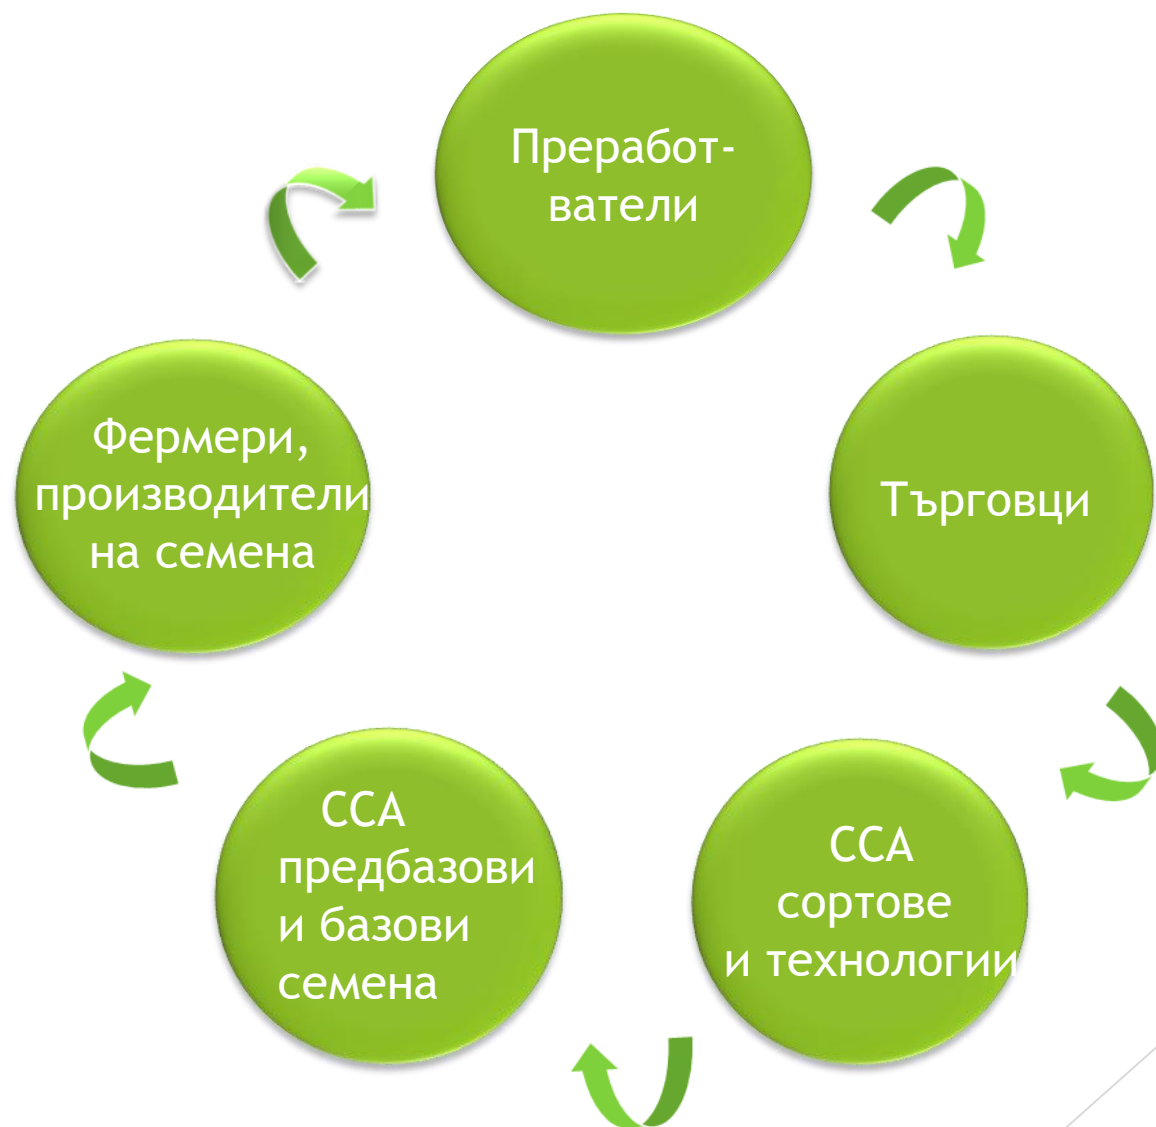 Преработ-
ватели
Търговци
ССА
сортове
и технологии
ССА
предбазови
и базови
семена
Фермери,
производители
на семена